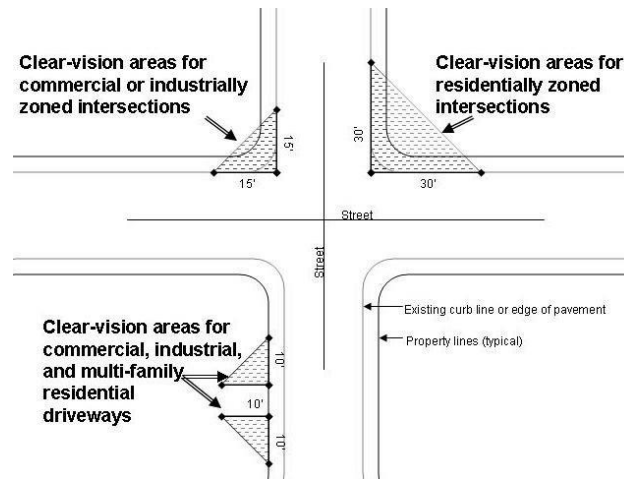 Clear-vision areas for
commercial or industrially
zoned intersections
Clear-vision areas for
residentially zoned
intersections
15'
15'
30'
30'
Street
Street
Existing curb line or edge of pavement
Property lines (typical)
Clear-vision areas for
commercial, industrial,
and multi-family
residential
driveways
10'
10'
10'